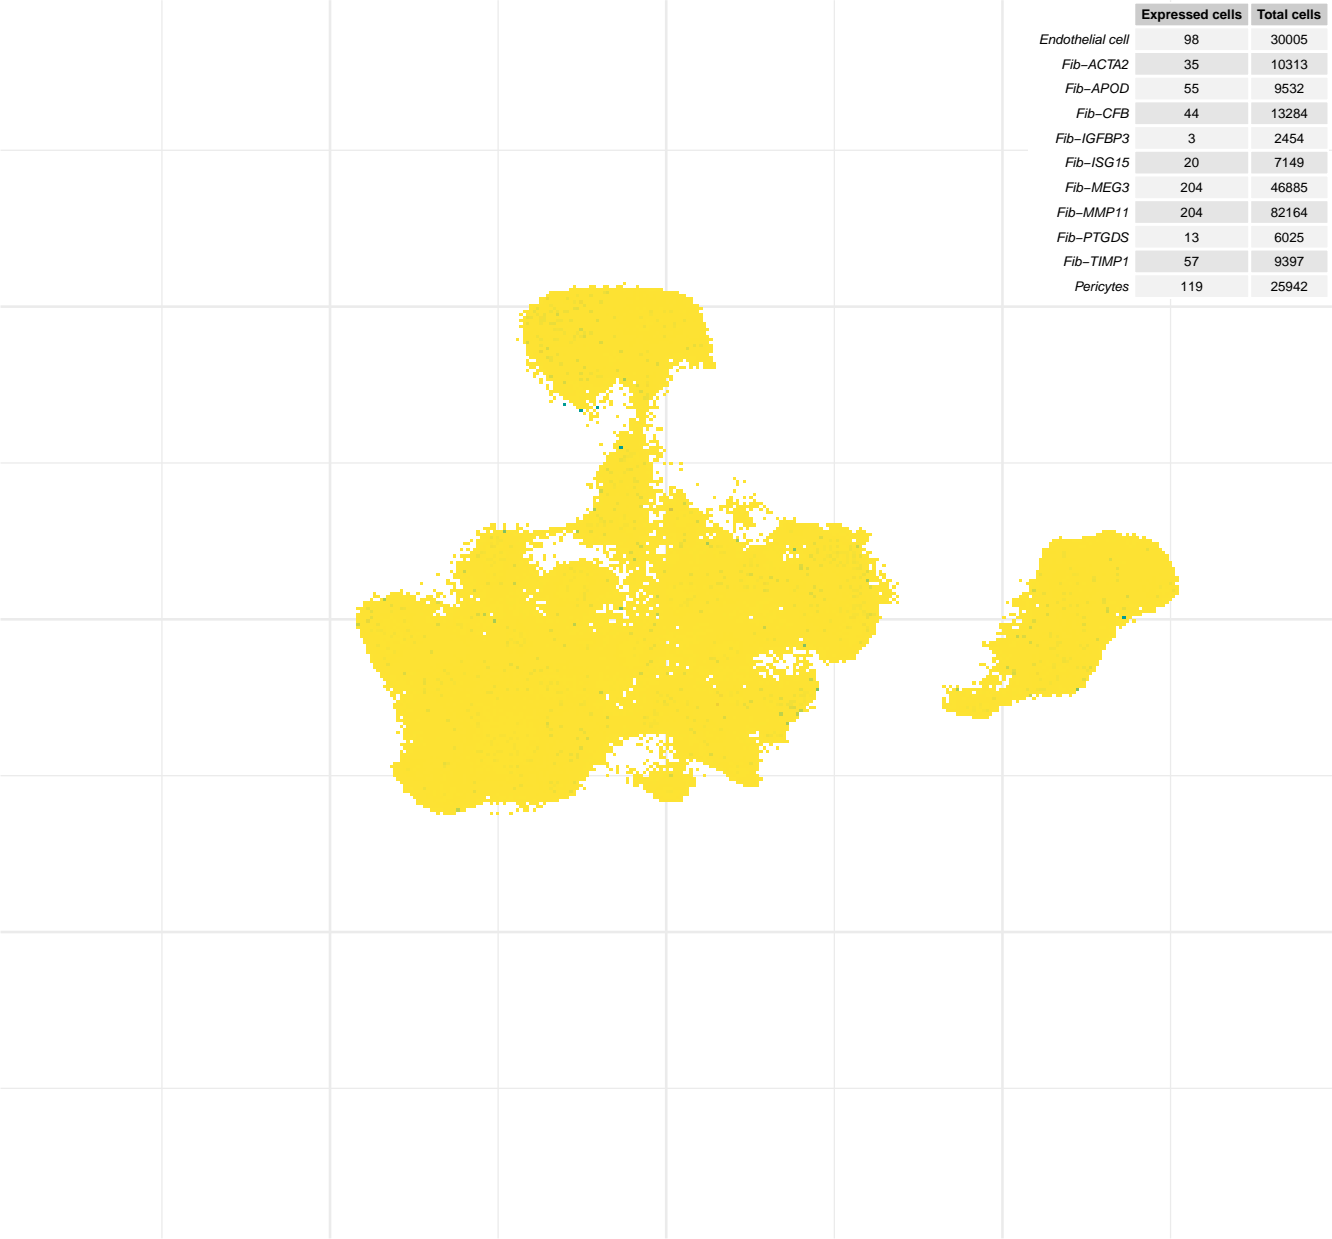 Expressed cells Total cells
Endothelial cell 98 30005
Fib−ACTA2 35 10313
Fib−APOD 55 9532
Fib−CFB 44 13284
Fib−IGFBP3 3 2454
Fib−ISG15 20 7149
Fib−MEG3 204 46885
Fib−MMP11 204 82164
Fib−PTGDS 13 6025
Fib−TIMP1 57 9397
Pericytes 119 25942